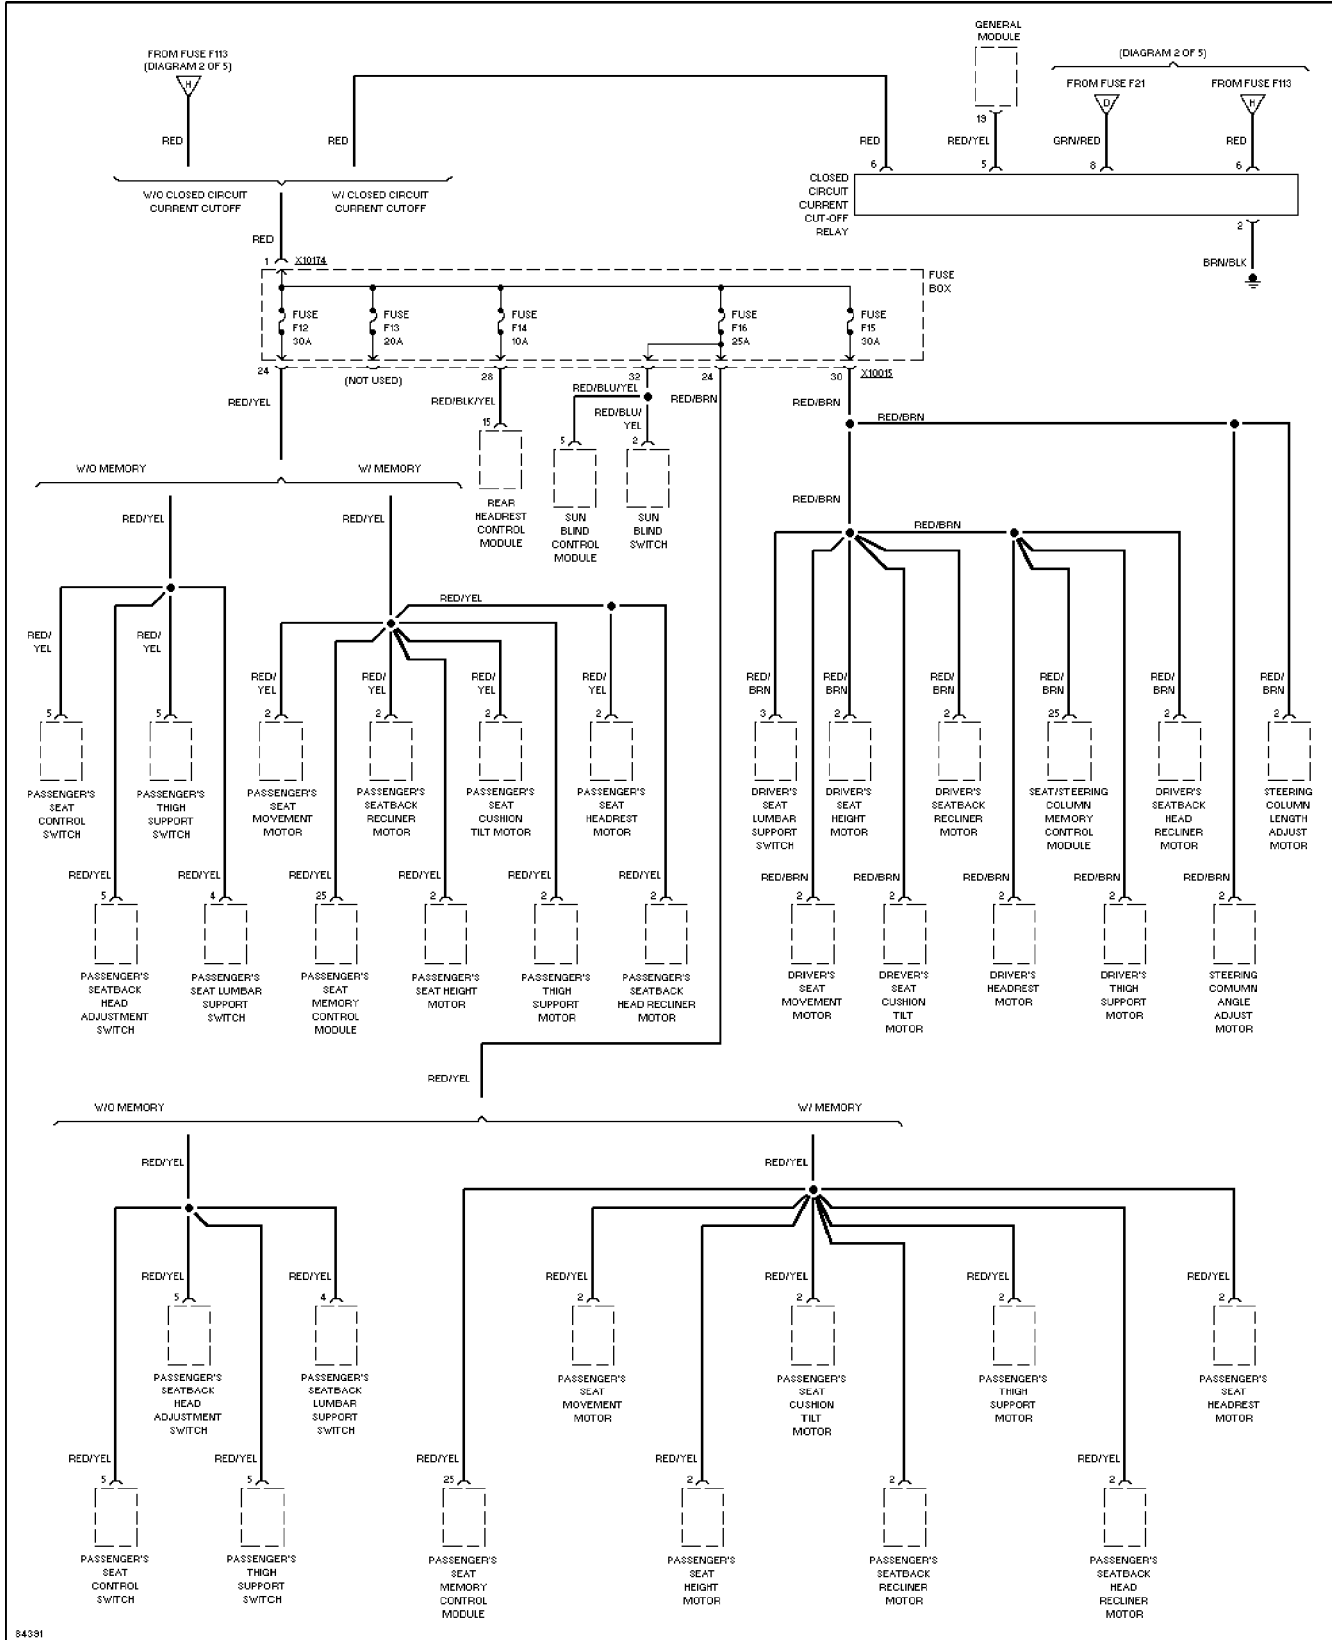 GENERAL
MODULE
FROM FUSE F113
(DIAGRAM 2 OF 5)
H
(DIAGRAM 2 OF 5)
FROM FUSE F21
FROM FUSE F113
D
H
19
RED
RED
RED
RED/YEL
GRN/RED
RED
6
5
8
6
W/O CLOSED CIRCUIT
CURRENT CUTOFF
W/ CLOSED CIRCUIT
CURRENT CUTOFF
CLOSED
CIRCUIT
CURRENT
CUT-OFF
RELAY
2
RED
BRN/BLK
1
X10174
FUSE
BOX
FUSE
F12
30A
FUSE
F13
20A
FUSE
F14
10A
FUSE
F16
25A
FUSE
F15
30A
24
(NOT USED)
28
32
24
30
X10015
RED/YEL
RED/BLK/YEL
RED/BLU/YEL
RED/BLU/
YEL
RED/BRN
RED/BRN
RED/BRN
15
5
2
W/O MEMORY
W/ MEMORY
REAR
HEADREST
CONTROL
MODULE
SUN
BLIND
CONTROL
MODULE
SUN
BLIND
SWITCH
RED/BRN
RED/YEL
RED/YEL
RED/BRN
RED/YEL
RED/
YEL
RED/
YEL
RED/
YEL
RED/
YEL
RED/
YEL
RED/
YEL
RED/
BRN
RED/
BRN
RED/
BRN
RED/
BRN
RED/
BRN
RED/
BRN
5
5
2
2
2
2
3
2
2
25
2
2
PASSENGER'S
SEAT
CONTROL
SWITCH
PASSENGER'S
THIGH
SUPPORT
SWITCH
PASSENGER'S
SEAT
MOVEMENT
MOTOR
PASSENGER'S
SEATBACK
RECLINER
MOTOR
PASSENGER'S
SEAT
CUSHION
TILT MOTOR
PASSENGER'S
SEAT
HEADREST
MOTOR
DRIVER'S
SEAT
LUMBAR
SUPPORT
SWITCH
DRIVER'S
SEAT
HEIGHT
MOTOR
DRIVER'S
SEATBACK
RECLINER
MOTOR
SEAT/STEERING
COLUMN
MEMORY
CONTROL
MODULE
DRIVER'S
SEATBACK
HEAD
RECLINER
MOTOR
STEERING
COLUMN
LENGTH
ADJUST
MOTOR
RED/YEL
RED/YEL
RED/YEL
RED/YEL
RED/YEL
RED/YEL
RED/BRN
RED/BRN
RED/BRN
RED/BRN
RED/BRN
5
4
25
2
2
2
2
2
2
2
2
PASSENGER'S
SEATBACK
HEAD
ADJUSTMENT
SWITCH
PASSENGER'S
SEAT LUMBAR
SUPPORT
SWITCH
PASSENGER'S
SEAT
MEMORY
CONTROL
MODULE
PASSENGER'S
SEAT HEIGHT
MOTOR
PASSENGER'S
THIGH
SUPPORT
MOTOR
PASSENGER'S
SEATBACK
HEAD RECLINER
MOTOR
DRIVER'S
SEAT
MOVEMENT
MOTOR
DREVER'S
SEAT
CUSHION
TILT
MOTOR
DRIVER'S
HEADREST
MOTOR
DRIVER'S
THIGH
SUPPORT
MOTOR
STEERING
COMUMN
ANGLE
ADJUST
MOTOR
RED/YEL
W/O MEMORY
W/ MEMORY
RED/YEL
RED/YEL
RED/YEL
RED/YEL
RED/YEL
RED/YEL
RED/YEL
RED/YEL
5
4
2
2
2
2
PASSENGER'S
SEATBACK
HEAD
ADJUSTMENT
SWITCH
PASSENGER'S
SEATBACK
LUMBAR
SUPPORT
SWITCH
PASSENGER'S
SEAT
MOVEMENT
MOTOR
PASSENGER'S
SEAT
CUSHION
TILT
MOTOR
PASSENGER'S
THIGH
SUPPORT
MOTOR
PASSENGER'S
SEAT
HEADREST
MOTOR
RED/YEL
RED/YEL
RED/YEL
RED/YEL
RED/YEL
RED/YEL
5
5
25
2
2
2
PASSENGER'S
SEAT
CONTROL
SWITCH
PASSENGER'S
THIGH
SUPPORT
SWITCH
PASSENGER'S
SEAT
MEMORY
CONTROL
MODULE
PASSENGER'S
SEAT
HEIGHT
MOTOR
PASSENGER'S
SEATBACK
RECLINER
MOTOR
PASSENGER'S
SEATBACK
HEAD
RECLINER
MOTOR
84391